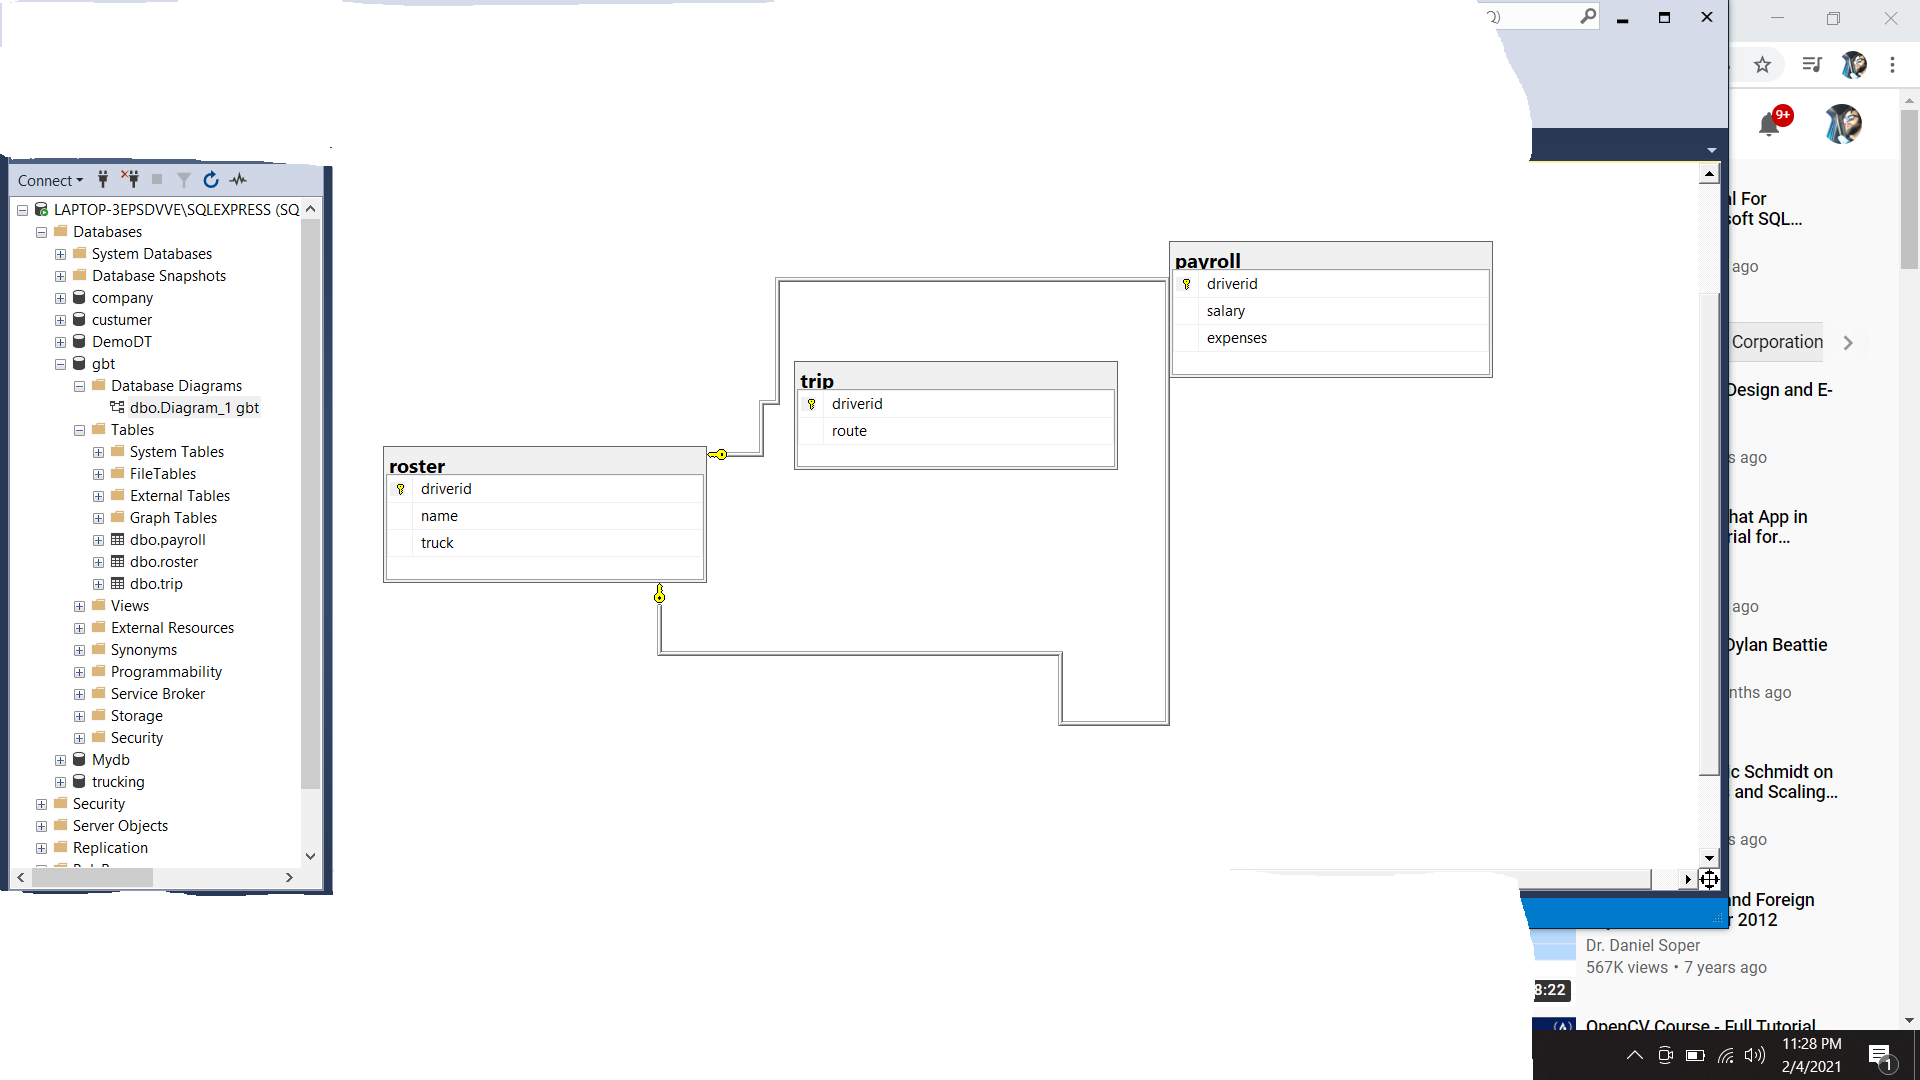 Connect
LAPTOP-3EPSDVVE\SQLEXPRESS (SQ
Databases
System Databases
Database Snapshots
company
custumer
DemoDT
gbt
Database Diagrams
dbo.Diagram_1 gbt
Tables
System Tables
FileTables
External Tables
Graph Tables
dbo.payroll
dbo.roster
dbo.trip
Views
External Resources
Synonyms
Programmability
Service Broker
Storage
Security
Mydb
trucking
Security
Server Objects
Replication
roster
driverid
name
truck
trip
driverid
route
payroll
driverid
salary
expenses
9+
For
SQL...
ago
Corporation
Design and E-
ago
App in
for...
ago
Dylan Beattie
ago
Schmidt on
and Scaling...
ago
and Foreign
2012
Dr. Daniel Soper
567K views • 7 years ago
8:22
OpenCV Course - Full Tutorial
11:28 PM
2/4/2021
1